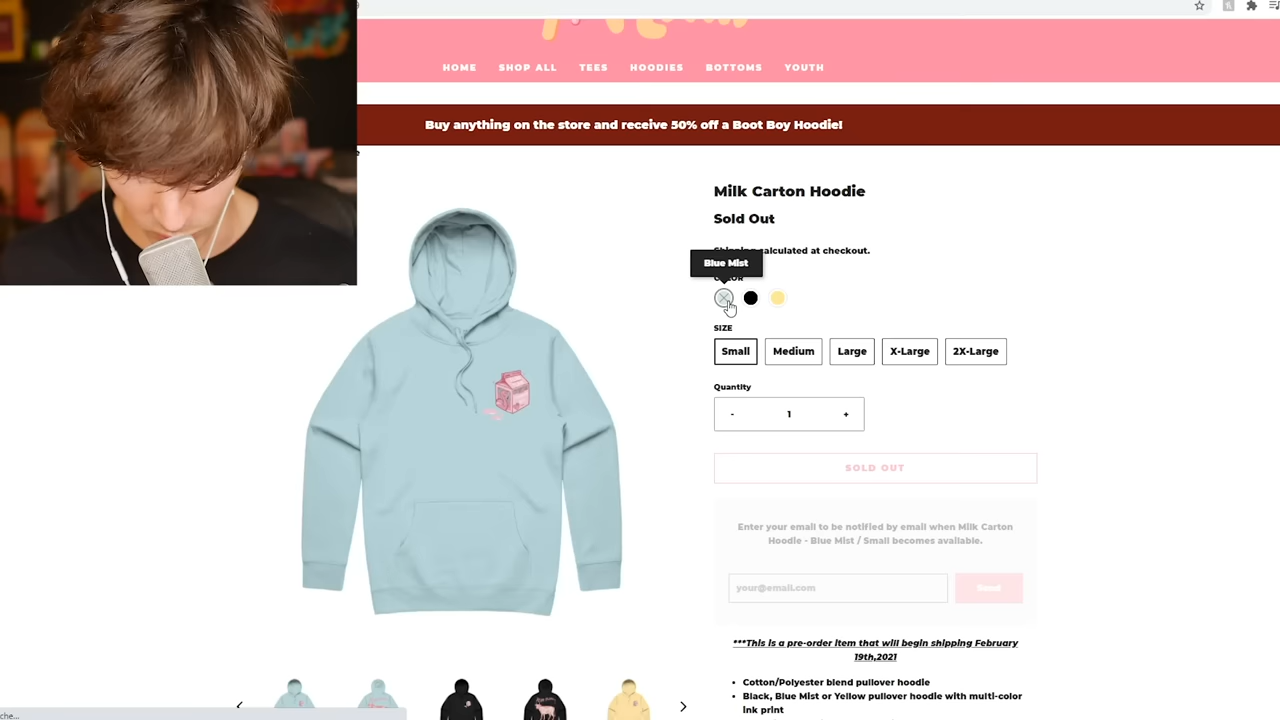 HOME SHOP ALL TEES HOODIES BOTTOMS YOUTH
Buy anything on the store and receive 50% off a Boot Boy Hoodie!
Milk Carton Hoodie
Sold Out
Shipping calculated at checkout.
Blue Mist
COLOR
SIZE
Small Medium Large X-Large 2X-Large
Quantity
- 1 +
SOLD OUT
Enter your email to be notified by email when Milk Carton
Hoodie - Blue Mist / Small becomes available.
your@email.com Send
***This is a pre-order item that will begin shipping February
19th,2021
• Cotton/Polyester blend pullover hoodie
• Black, Blue Mist or Yellow pullover hoodie with multi-color
ink print
che...